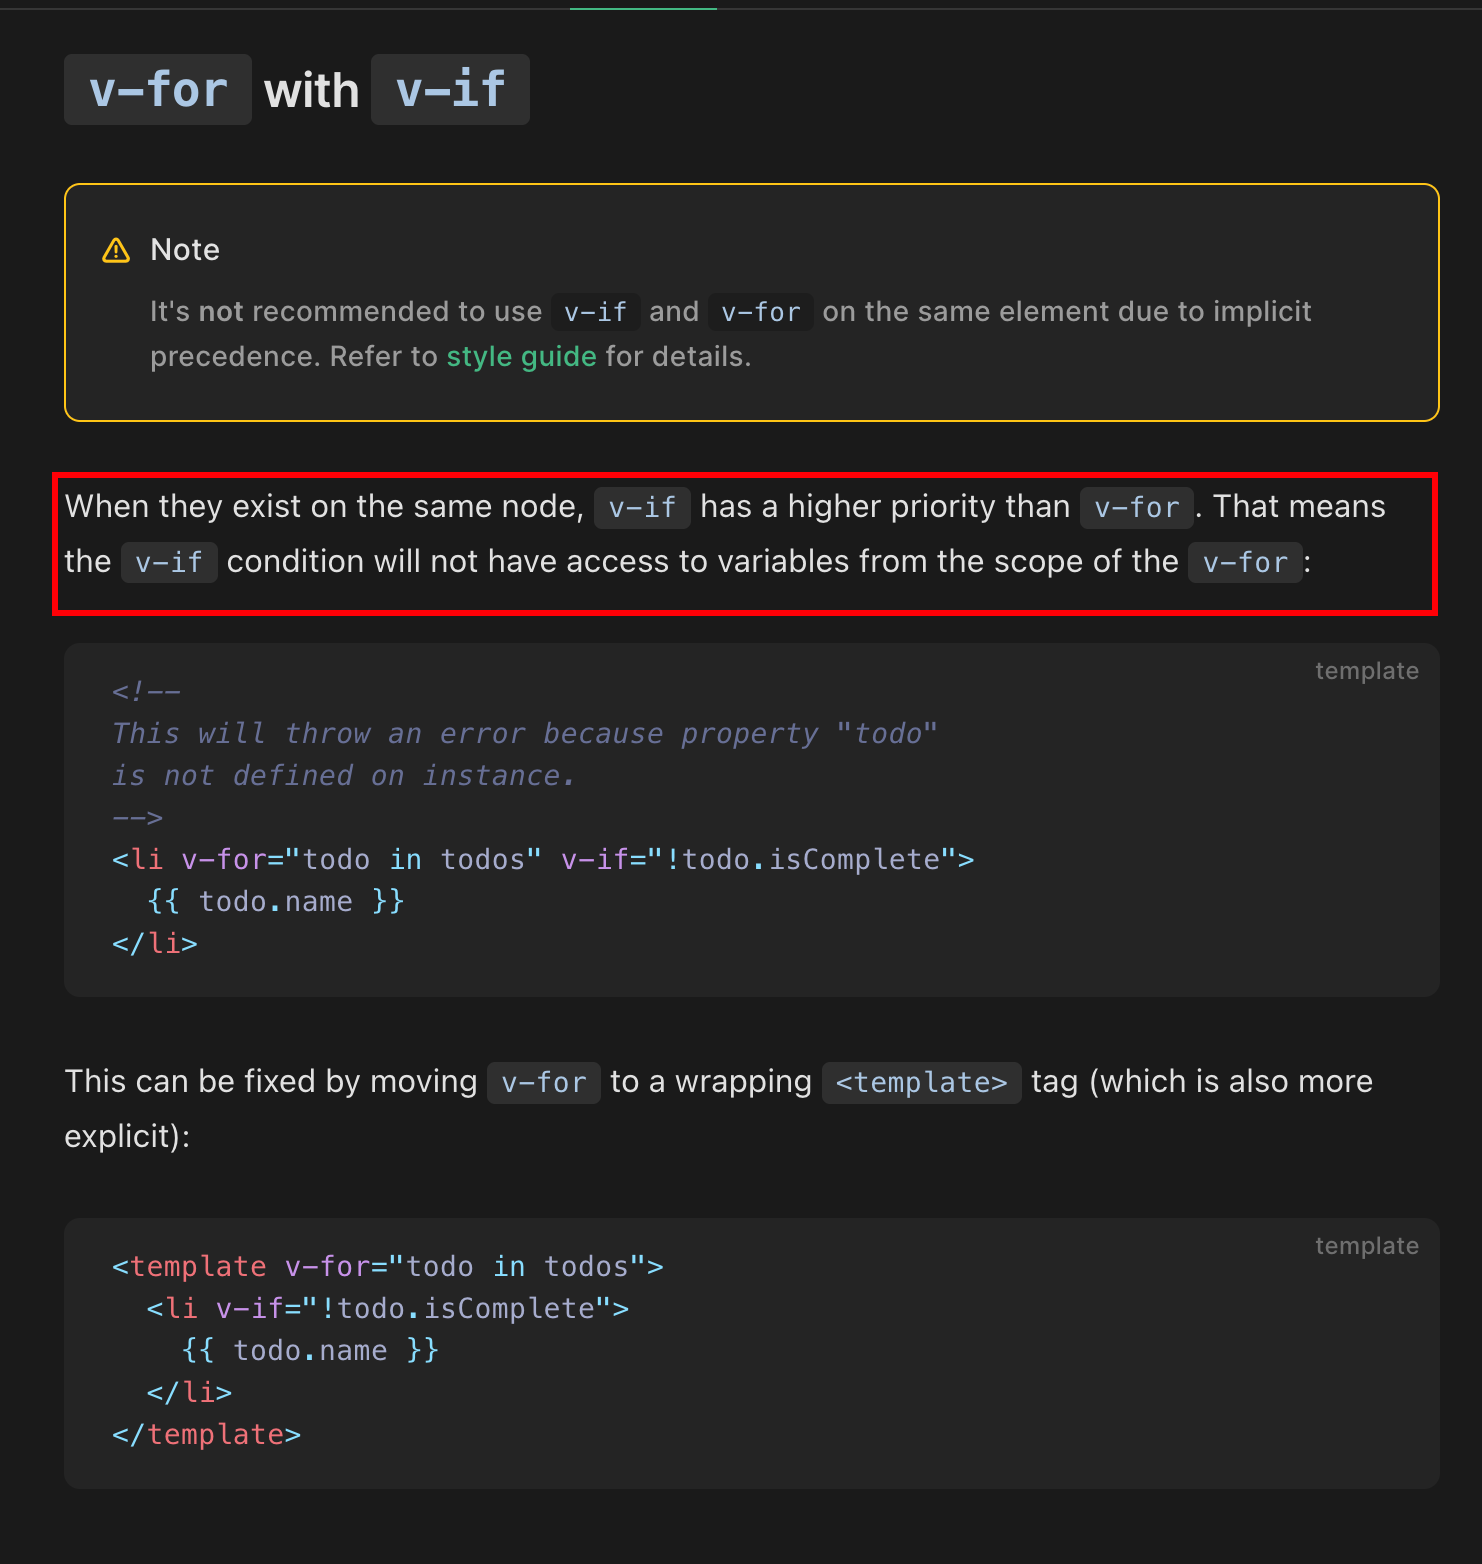 v-for with v-if
Note
It's not recommended to use v-if and v-for on the same element due to implicit
precedence. Refer to style guide for details.
When they exist on the same node, v-if has a higher priority than v-for. That means
the v-if condition will not have access to variables from the scope of the v-for:
template
<!--
This will throw an error because property "todo"
is not defined on instance.
-->
<li v-for="todo in todos" v-if="!todo.isComplete">
  {{ todo.name }}
</li>
This can be fixed by moving v-for to a wrapping <template> tag (which is also more
explicit):
template
<template v-for="todo in todos">
  <li v-if="!todo.isComplete">
    {{ todo.name }}
  </li>
</template>